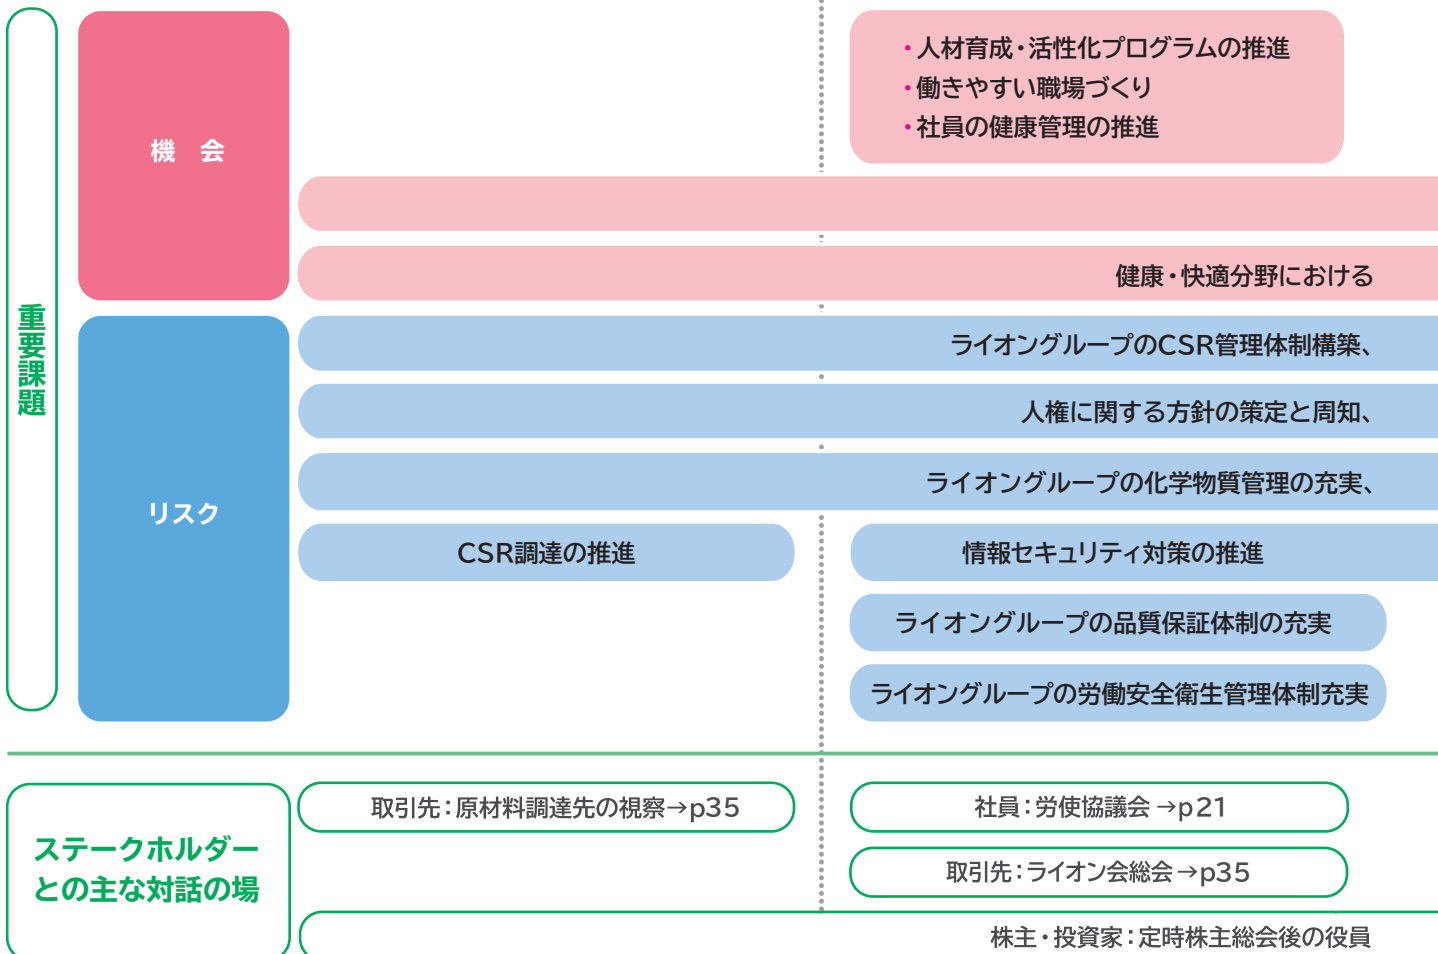 重要課題
機 会
・人材育成・活性化プログラムの推進
・働きやすい職場づくり
・社員の健康管理の推進
健康・快適分野における
リスク
ライオングループのCSR管理体制構築、
人権に関する方針の策定と周知、
ライオングループの化学物質管理の充実、
CSR調達の推進
情報セキュリティ対策の推進
ライオングループの品質保証体制の充実
ライオングループの労働安全衛生管理体制充実
ステークホルダー
との主な対話の場
取引先：原材料調達先の視察→p35
社員：労使協議会→p21
取引先：ライオン会総会→p35
株主・投資家：定時株主総会後の役員